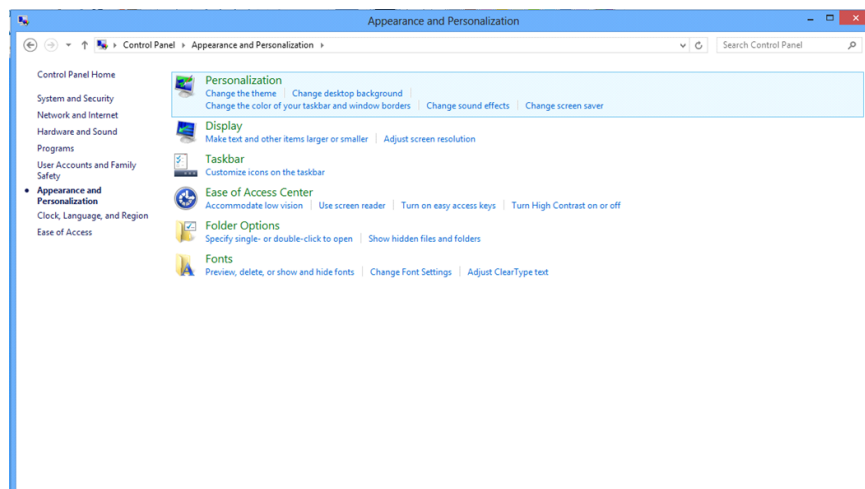 Appearance and Personalization
Control Panel Appearance and Personalization
Search Control Panel
Control Panel Home
System and Security
Network and Internet
Hardware and Sound
Programs
User Accounts and Family
Safety
Appearance and
Personalization
Clock, Language, and Region
Ease of Access
Personalization
Change the theme Change desktop background
Change the color of your taskbar and window borders Change sound effects Change screen saver
Display
Make text and other items larger or smaller Adjust screen resolution
Taskbar
Customize icons on the taskbar
Ease of Access Center
Accommodate low vision Use screen reader Turn on easy access keys Turn High Contrast on or off
Folder Options
Specify single- or double-click to open Show hidden files and folders
Fonts
Preview, delete, or show and hide fonts Change Font Settings Adjust ClearType text